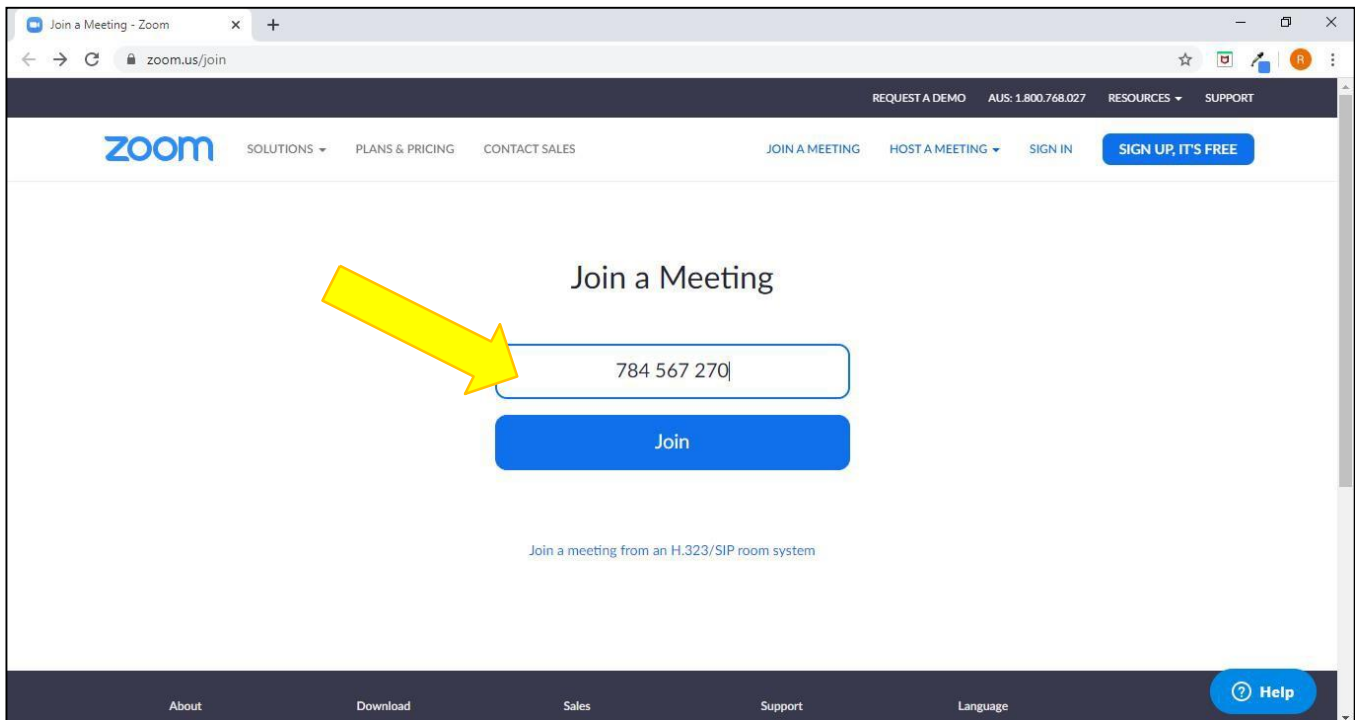 Join a Meeting - Zoom
zoom.us/join
R
REQUEST A DEMO AUS: 1.800.768.027 RESOURCES SUPPORT
zoom SOLUTIONS PLANS & PRICING CONTACT SALES JOIN A MEETING HOST A MEETING SIGN IN SIGN UP, IT'S FREE
Join a Meeting
784 567 270
Join
Join a meeting from an H.323/SIP room system
Help
About Download Sales Support Language